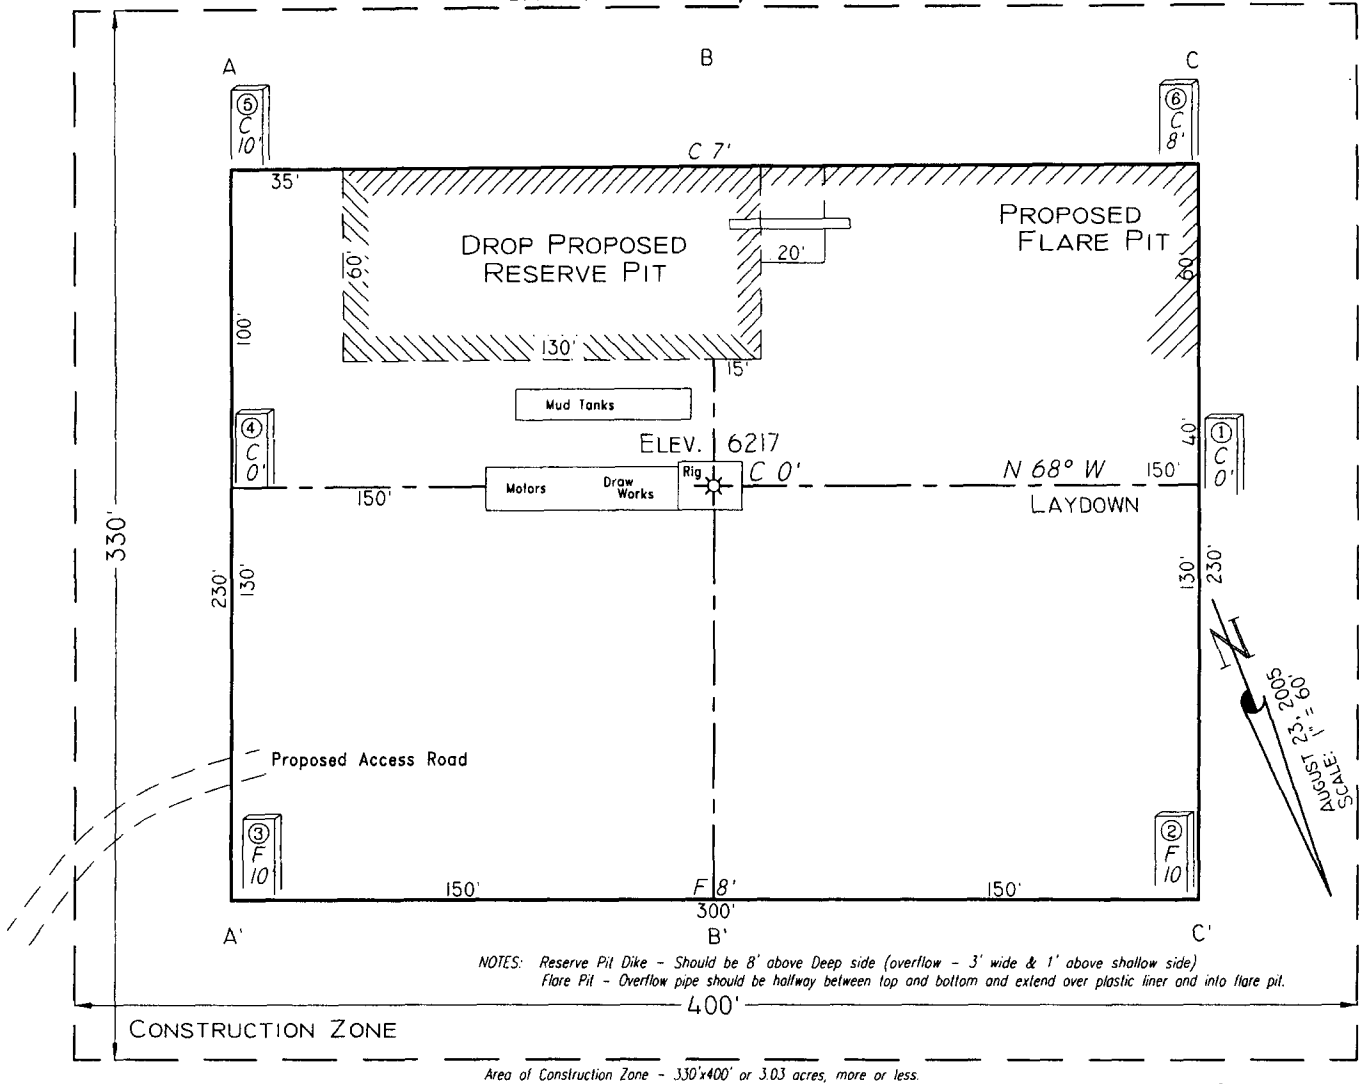 A
B
C
⑤
C
10'
⑥
C
8'
C 7'
35'
PROPOSED
FLARE PIT
DROP PROPOSED
RESERVE PIT
20'
60'
60'
100'
130'
15'
Mud Tanks
④
C
0'
ELEV. 6217
40'
①
C
0'
Rig
C 0'
N 68° W
150'
150'
Motors
Draw
Works
LAYDOWN
330'
230'
130'
130'
230'
N
AUGUST 23, 2005
SCALE: 1" = 60'
Proposed Access Road
③
F
10
②
F
10
150'
F 8'
150'
300'
A'
B'
C'
NOTES: Reserve Pit Dike - Should be 8' above Deep side (overflow - 3' wide & 1' above shallow side)
Flare Pit - Overflow pipe should be halfway between top and bottom and extend over plastic liner and into flare pit.
400'
CONSTRUCTION ZONE
Area of Construction Zone - 330'x400' or 3.03 acres, more or less.